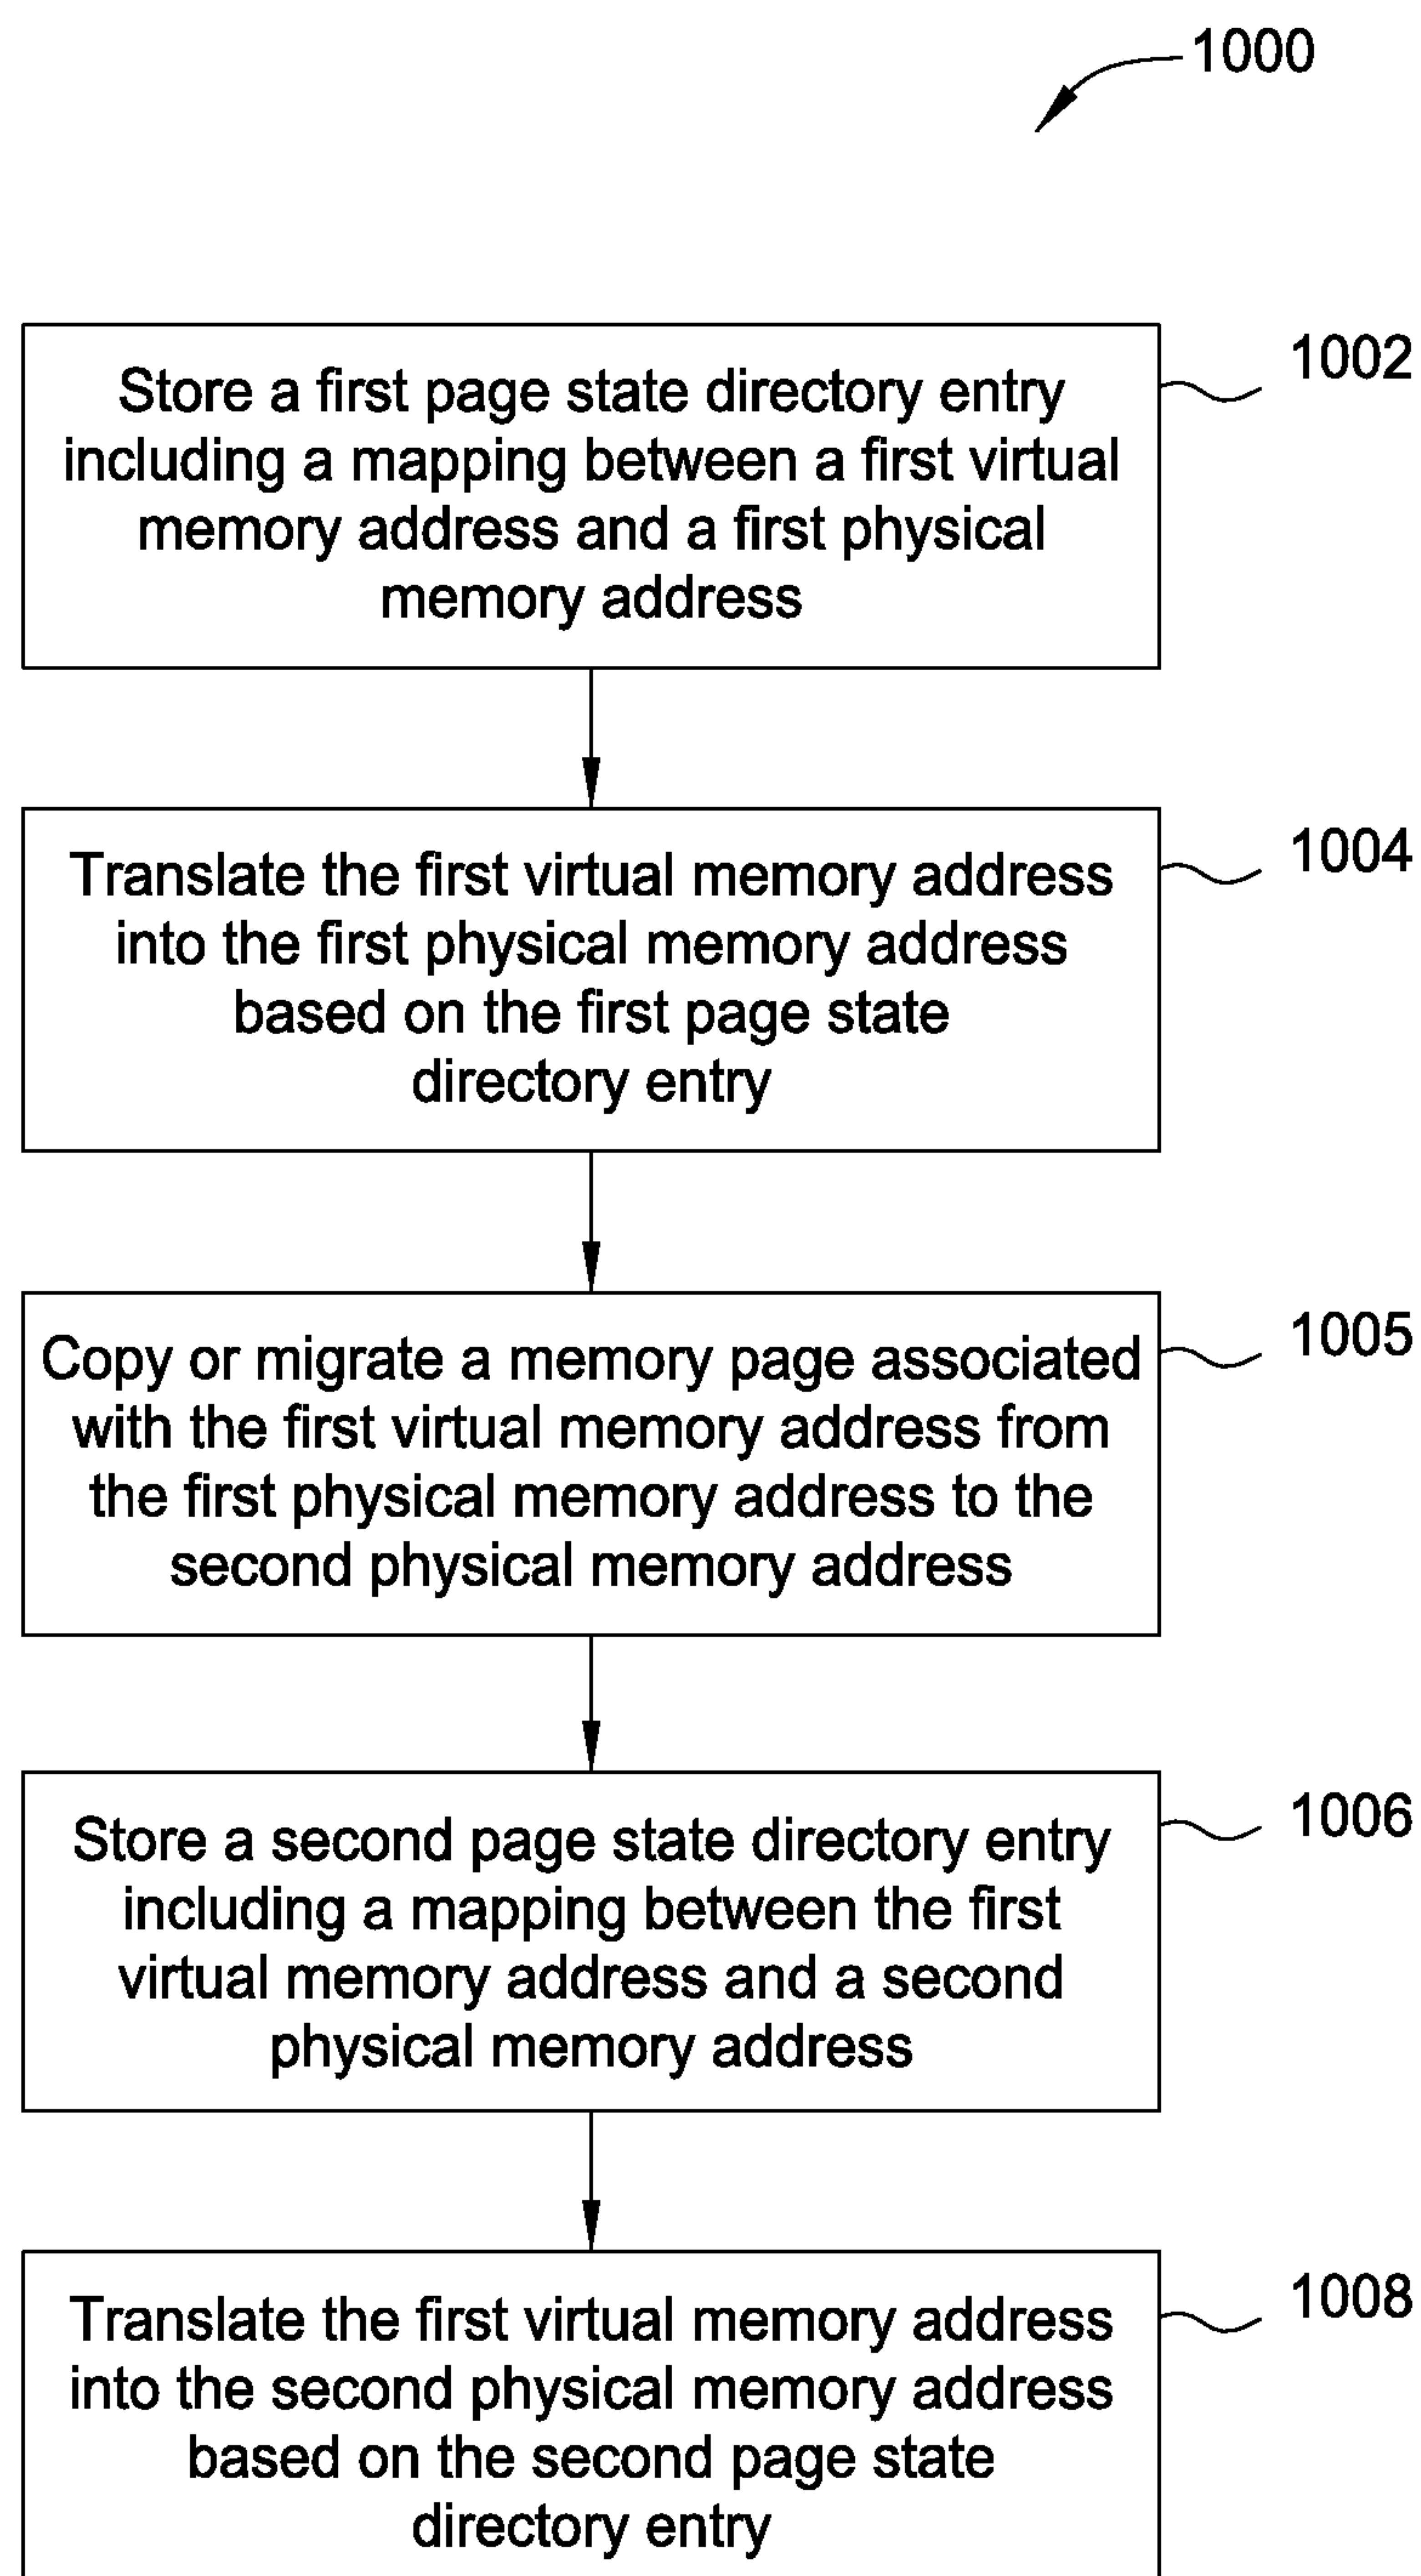 1000
Store a first page state directory entry
including a mapping between a first virtual
memory address and a first physical
memory address
1002
Translate the first virtual memory address
into the first physical memory address
based on the first page state
directory entry
1004
Copy or migrate a memory page associated
with the first virtual memory address from
the first physical memory address to the
second physical memory address
1005
Store a second page state directory entry
including a mapping between the first
virtual memory address and a second
physical memory address
1006
Translate the first virtual memory address
into the second physical memory address
based on the second page state
directory entry
1008